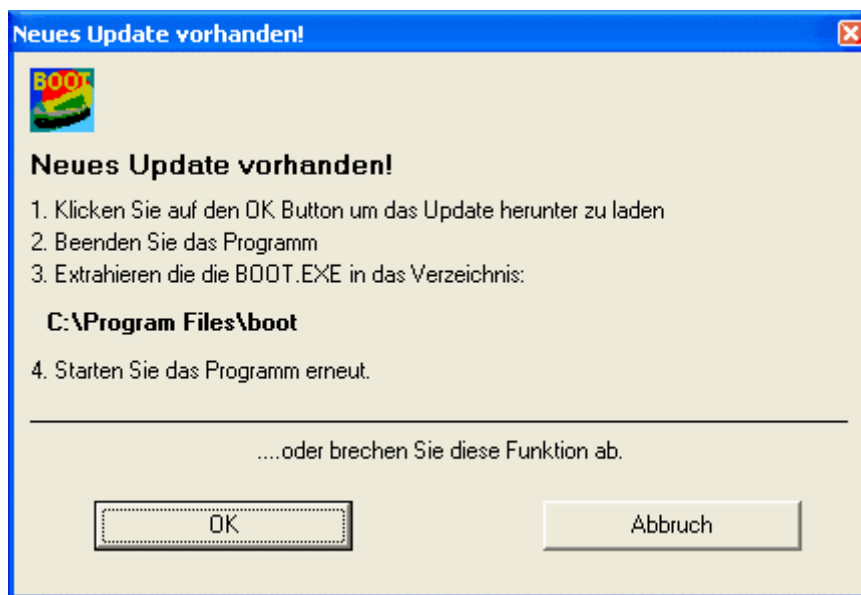 Neues Update vorhanden!
BOOT
Neues Update vorhanden!
1. Klicken Sie auf den OK Button um das Update herunter zu laden
2. Beenden Sie das Programm
3. Extrahieren die die BOOT.EXE in das Verzeichnis:
C:\Program Files\boot
4. Starten Sie das Programm erneut.
....oder brechen Sie diese Funktion ab.
OK
Abbruch